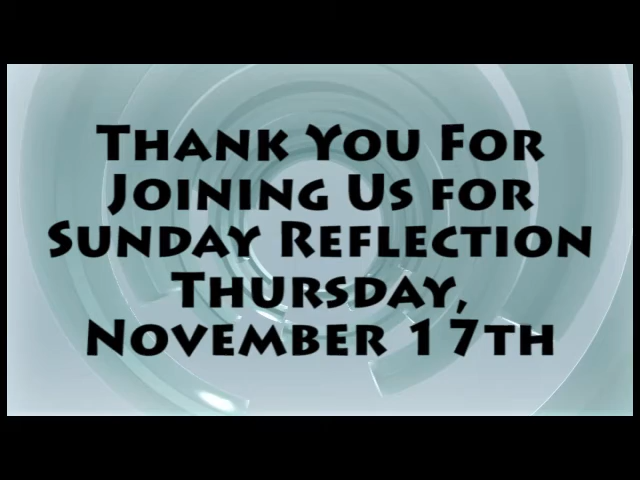 Thank You For
Joining Us for
Sunday Reflection
Thursday,
November 17th